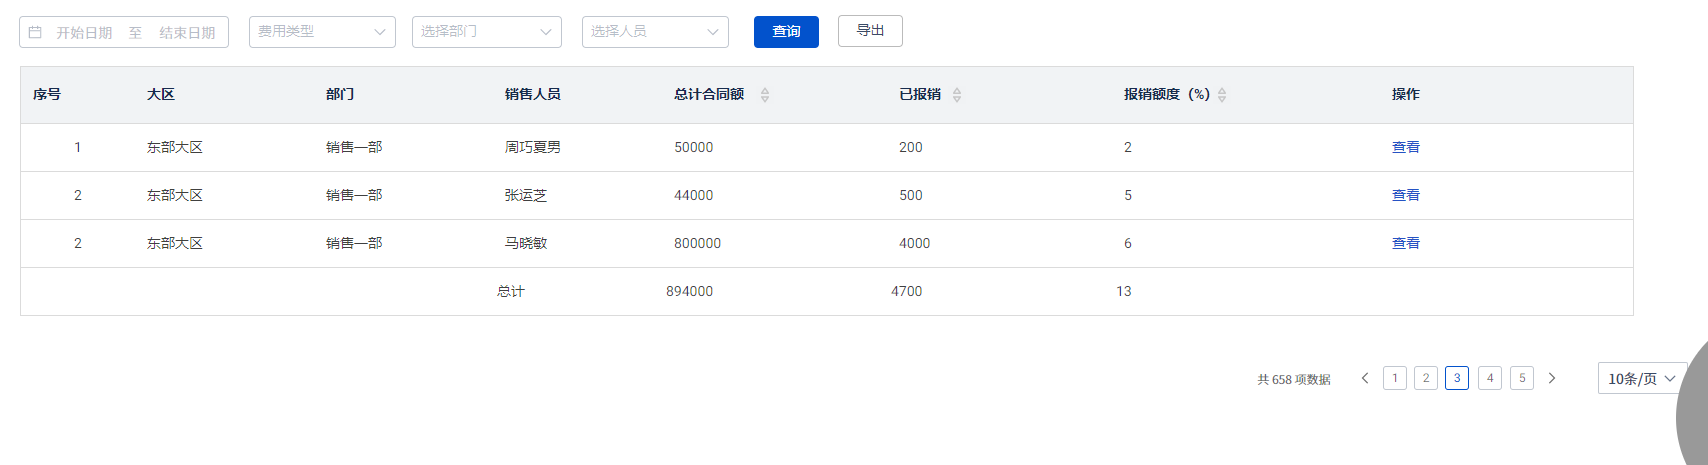 开始日期 至 结束日期 费用类型 选择部门 选择人员 查询 导出
序号 大区 部门 销售人员 总计合同额 已报销 报销额度（%） 操作
1 东部大区 销售一部 周巧夏男 50000 200 2 查看
2 东部大区 销售一部 张运芝 44000 500 5 查看
2 东部大区 销售一部 马晓敏 800000 4000 6 查看
总计 894000 4700 13
共 658 项数据 1 2 3 4 5 10条/页